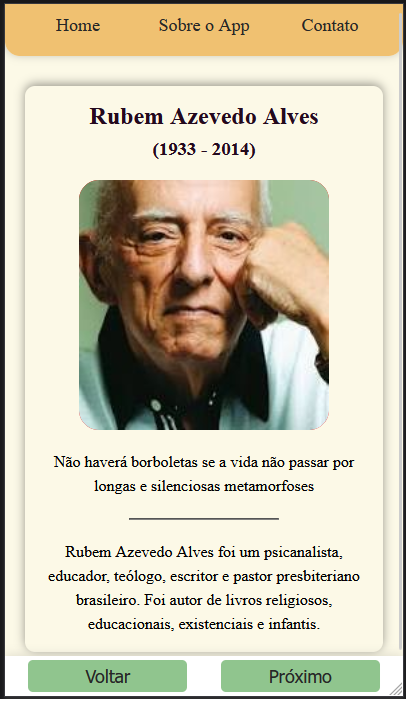 Home Sobre o App Contato
Rubem Azevedo Alves
(1933 - 2014)
Não haverá borboletas se a vida não passar por
longas e silenciosas metamorfoses
Rubem Azevedo Alves foi um psicanalista,
educador, teólogo, escritor e pastor presbiteriano
brasileiro. Foi autor de livros religiosos,
educacionais, existenciais e infantis.
Voltar Próximo